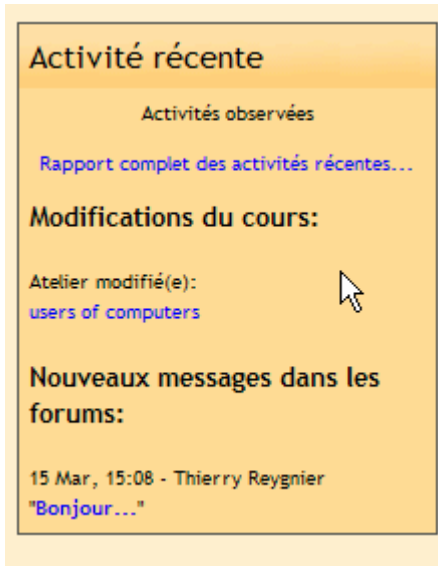 Activité récente
Activités observées
Rapport complet des activités récentes...
Modifications du cours:
Atelier modifié(e):
users of computers
Nouveaux messages dans les
forums:
15 Mar, 15:08 - Thierry Reygnier
"Bonjour..."